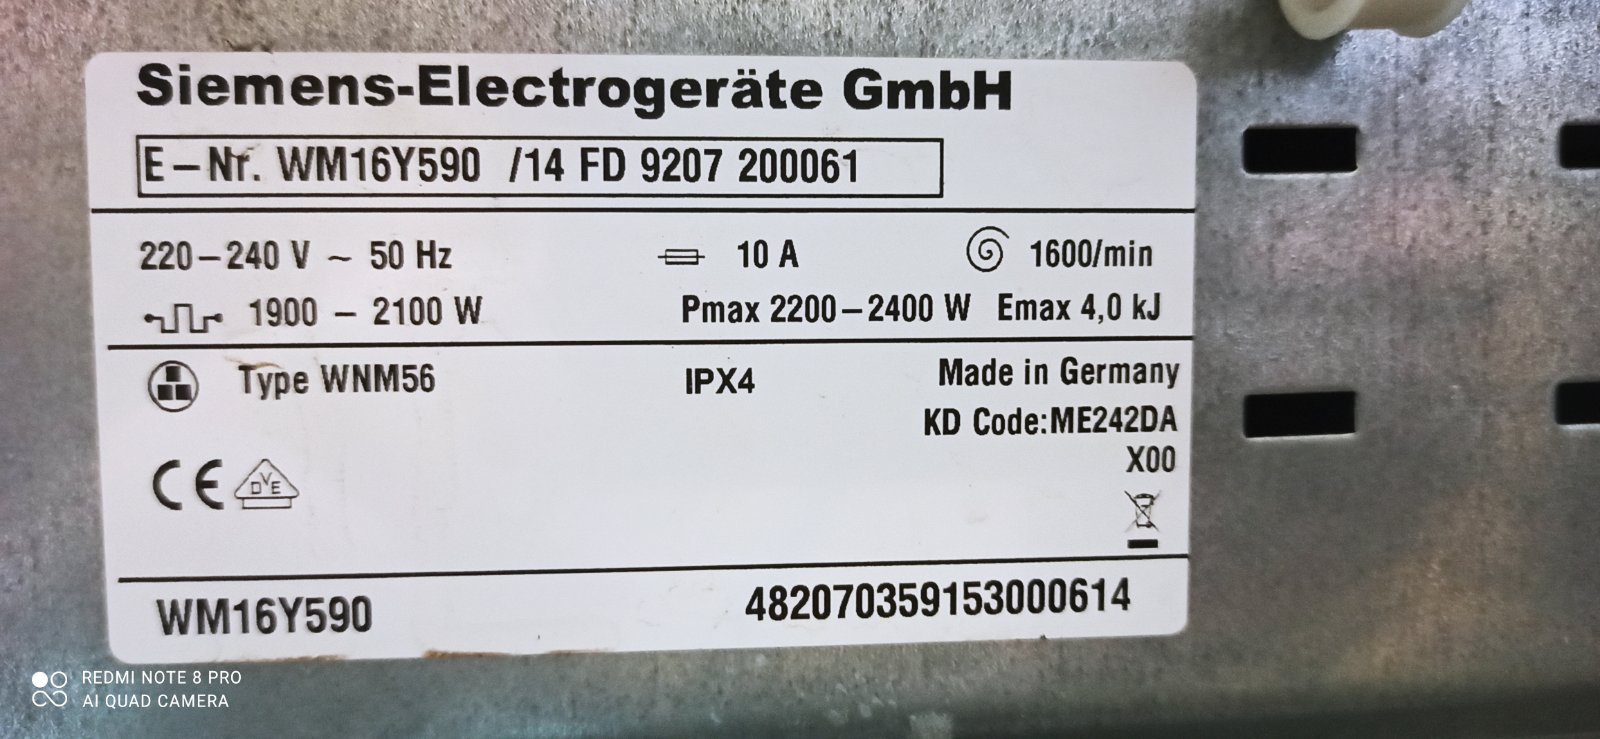 Siemens-Electrogeräte GmbH
E-Nr. WM16Y590 /14 FD 9207 200061
220-240 V ~ 50 Hz 10 A 1600/min
1900 - 2100 W Pmax 2200-2400 W Emax 4,0 kJ
Type WNM56 IPX4 Made in Germany
KD Code:ME242DA
X00
CE DVE
WM16Y590 482070359153000614
REDMI NOTE 8 PRO
AI QUAD CAMERA